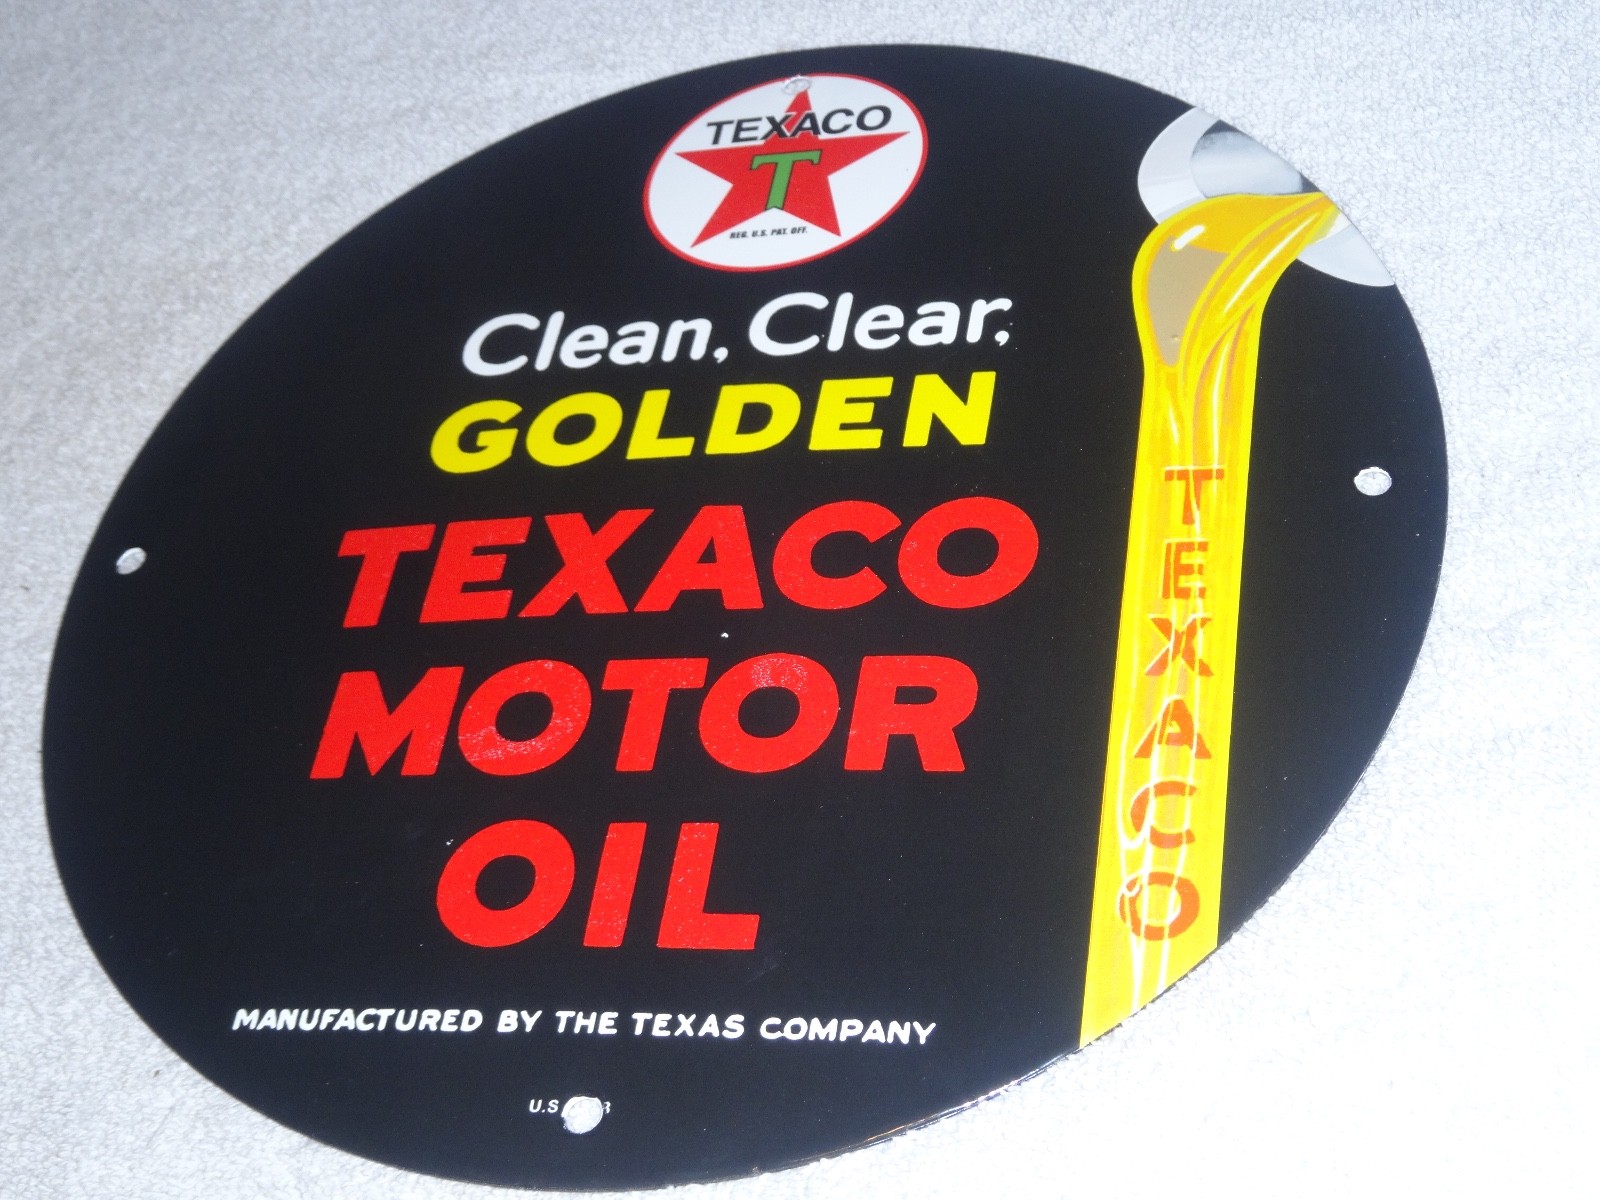 TEXACO
T
REG. U.S. PAT. OFF.
Clean, Clear,
GOLDEN
TEXACO
MOTOR
OIL
TEXACO
MANUFACTURED BY THE TEXAS COMPANY
U.S